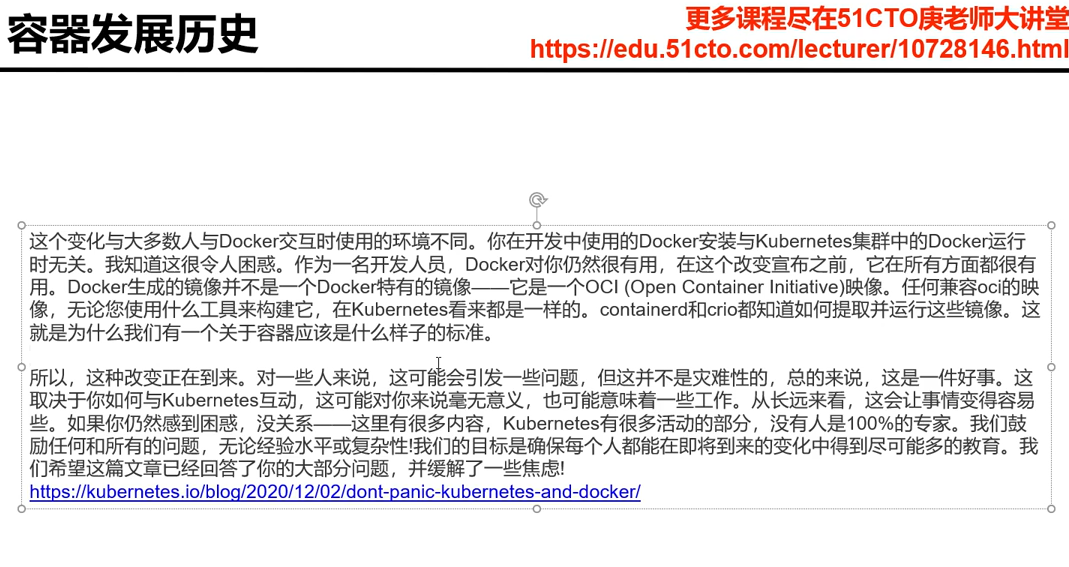 容器发展历史
更多课程尽在51CTO庚老师大讲堂
https://edu.51cto.com/lecturer/10728146.html
这个变化与大多数人与Docker交互时使用的环境不同。你在开发中使用的Docker安装与Kubernetes集群中的Docker运行
时无关。我知道这很令人困惑。作为一名开发人员，Docker对你仍然很有用，在这个改变宣布之前，它在所有方面都很有
用。Docker生成的镜像并不是一个Docker特有的镜像——它是一个OCI (Open Container Initiative)映像。任何兼容oci的映
像，无论您使用什么工具来构建它，在Kubernetes看来都是一样的。containerd和crio都知道如何提取并运行这些镜像。这
就是为什么我们有一个关于容器应该是什么样子的标准。
所以，这种改变正在到来。对一些人来说，这可能会引发一些问题，但这并不是灾难性的，总的来说，这是一件好事。这
取决于你如何与Kubernetes互动，这可能对你来说毫无意义，也可能意味着一些工作。从长远来看，这会让事情变得容易
些。如果你仍然感到困惑，没关系——这里有很多内容，Kubernetes有很多活动的部分，没有人是100%的专家。我们鼓
励任何和所有的问题，无论经验水平或复杂性!我们的目标是确保每个人都能在即将到来的变化中得到尽可能多的教育。我
们希望这篇文章已经回答了你的大部分问题，并缓解了一些焦虑!
https://kubernetes.io/blog/2020/12/02/dont-panic-kubernetes-and-docker/